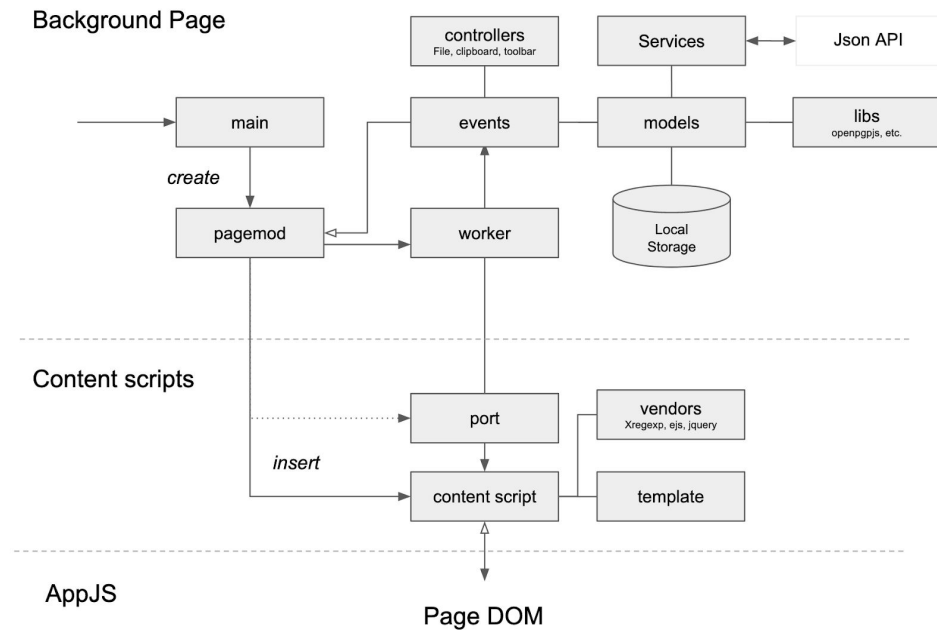 Background Page
controllers
File, clipboard, toolbar
Services
Json API
main
events
models
libs
openpgpjs, etc.
create
pagemod
worker
Local
Storage
Content scripts
port
vendors
Xregexp, ejs, jquery
insert
content script
template
AppJS
Page DOM